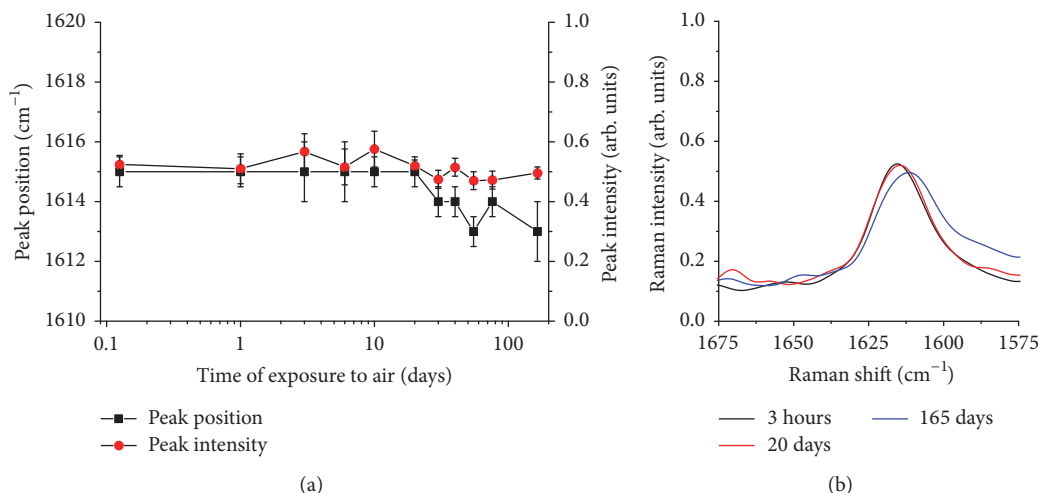 1620
1618
1616
1614
1612
1610
Peak position (cm−1)
1.0
0.8
0.6
0.4
0.2
0.0
Peak intensity (arb. units)
0.1
1
10
100
Time of exposure to air (days)
Peak position
Peak intensity
(a)
1.0
0.8
0.6
0.4
0.2
0.0
Raman intensity (arb. units)
1675
1650
1625
1600
1575
Raman shift (cm−1)
3 hours
20 days
165 days
(b)